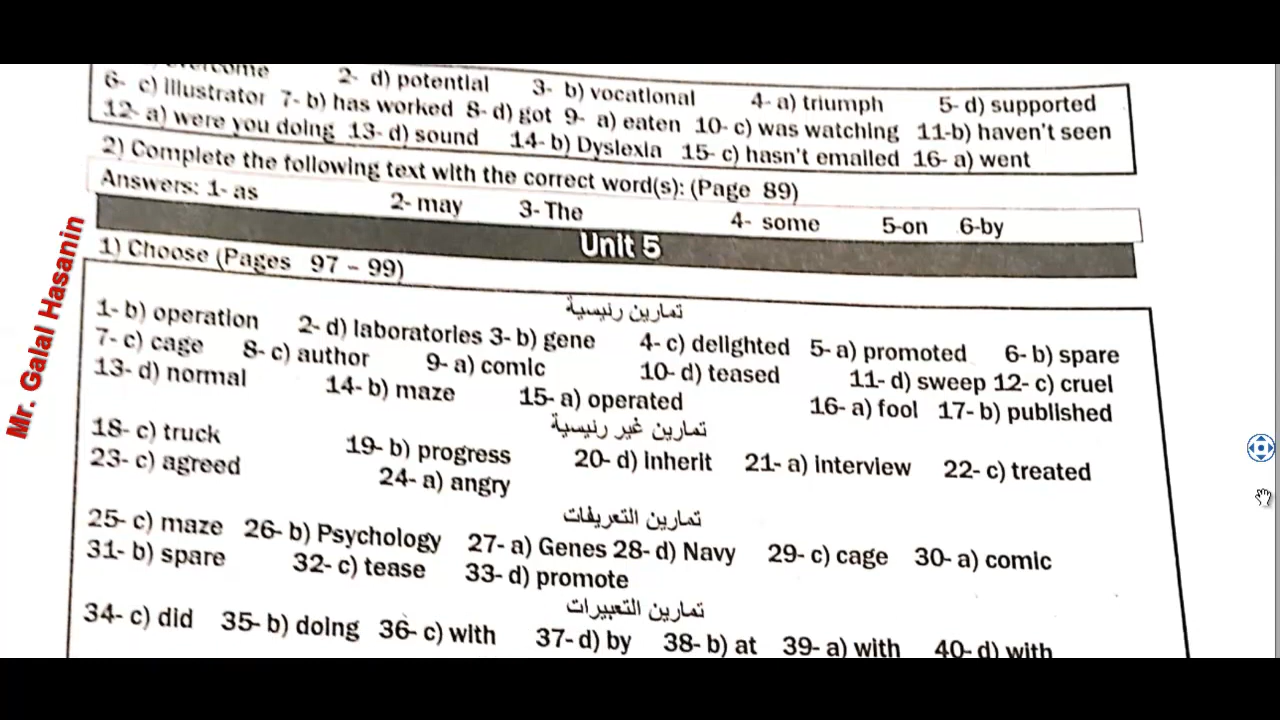 overcome 2- d) potential 3- b) vocational 4- a) triumph 5- d) supported
6- c) illustrator 7- b) has worked 8- d) got 9- a) eaten 10- c) was watching 11-b) haven't seen
12- a) were you doing 13- d) sound 14- b) Dyslexia 15- c) hasn't emailed 16- a) went
2) Complete the following text with the correct word(s): (Page 89)
Answers: 1- as 2- may 3- The 4- some 5-on 6-by
Unit 5
1) Choose (Pages 97 – 99)
تمارين رئيسية
1- b) operation 2- d) laboratories 3- b) gene 4- c) delighted 5- a) promoted 6- b) spare
7- c) cage 8- c) author 9- a) comic 10- d) teased 11- d) sweep 12- c) cruel
13- d) normal 14- b) maze 15- a) operated 16- a) fool 17- b) published
تمارين غير رئيسية
18- c) truck 19- b) progress 20- d) inherit 21- a) interview 22- c) treated
23- c) agreed 24- a) angry
تمارين التعريفات
25- c) maze 26- b) Psychology 27- a) Genes 28- d) Navy 29- c) cage 30- a) comic
31- b) spare 32- c) tease 33- d) promote
تمارين التعبيرات
34- c) did 35- b) doing 36- c) with 37- d) by 38- b) at 39- a) with 40- d) with
Mr. Galal Hasanin